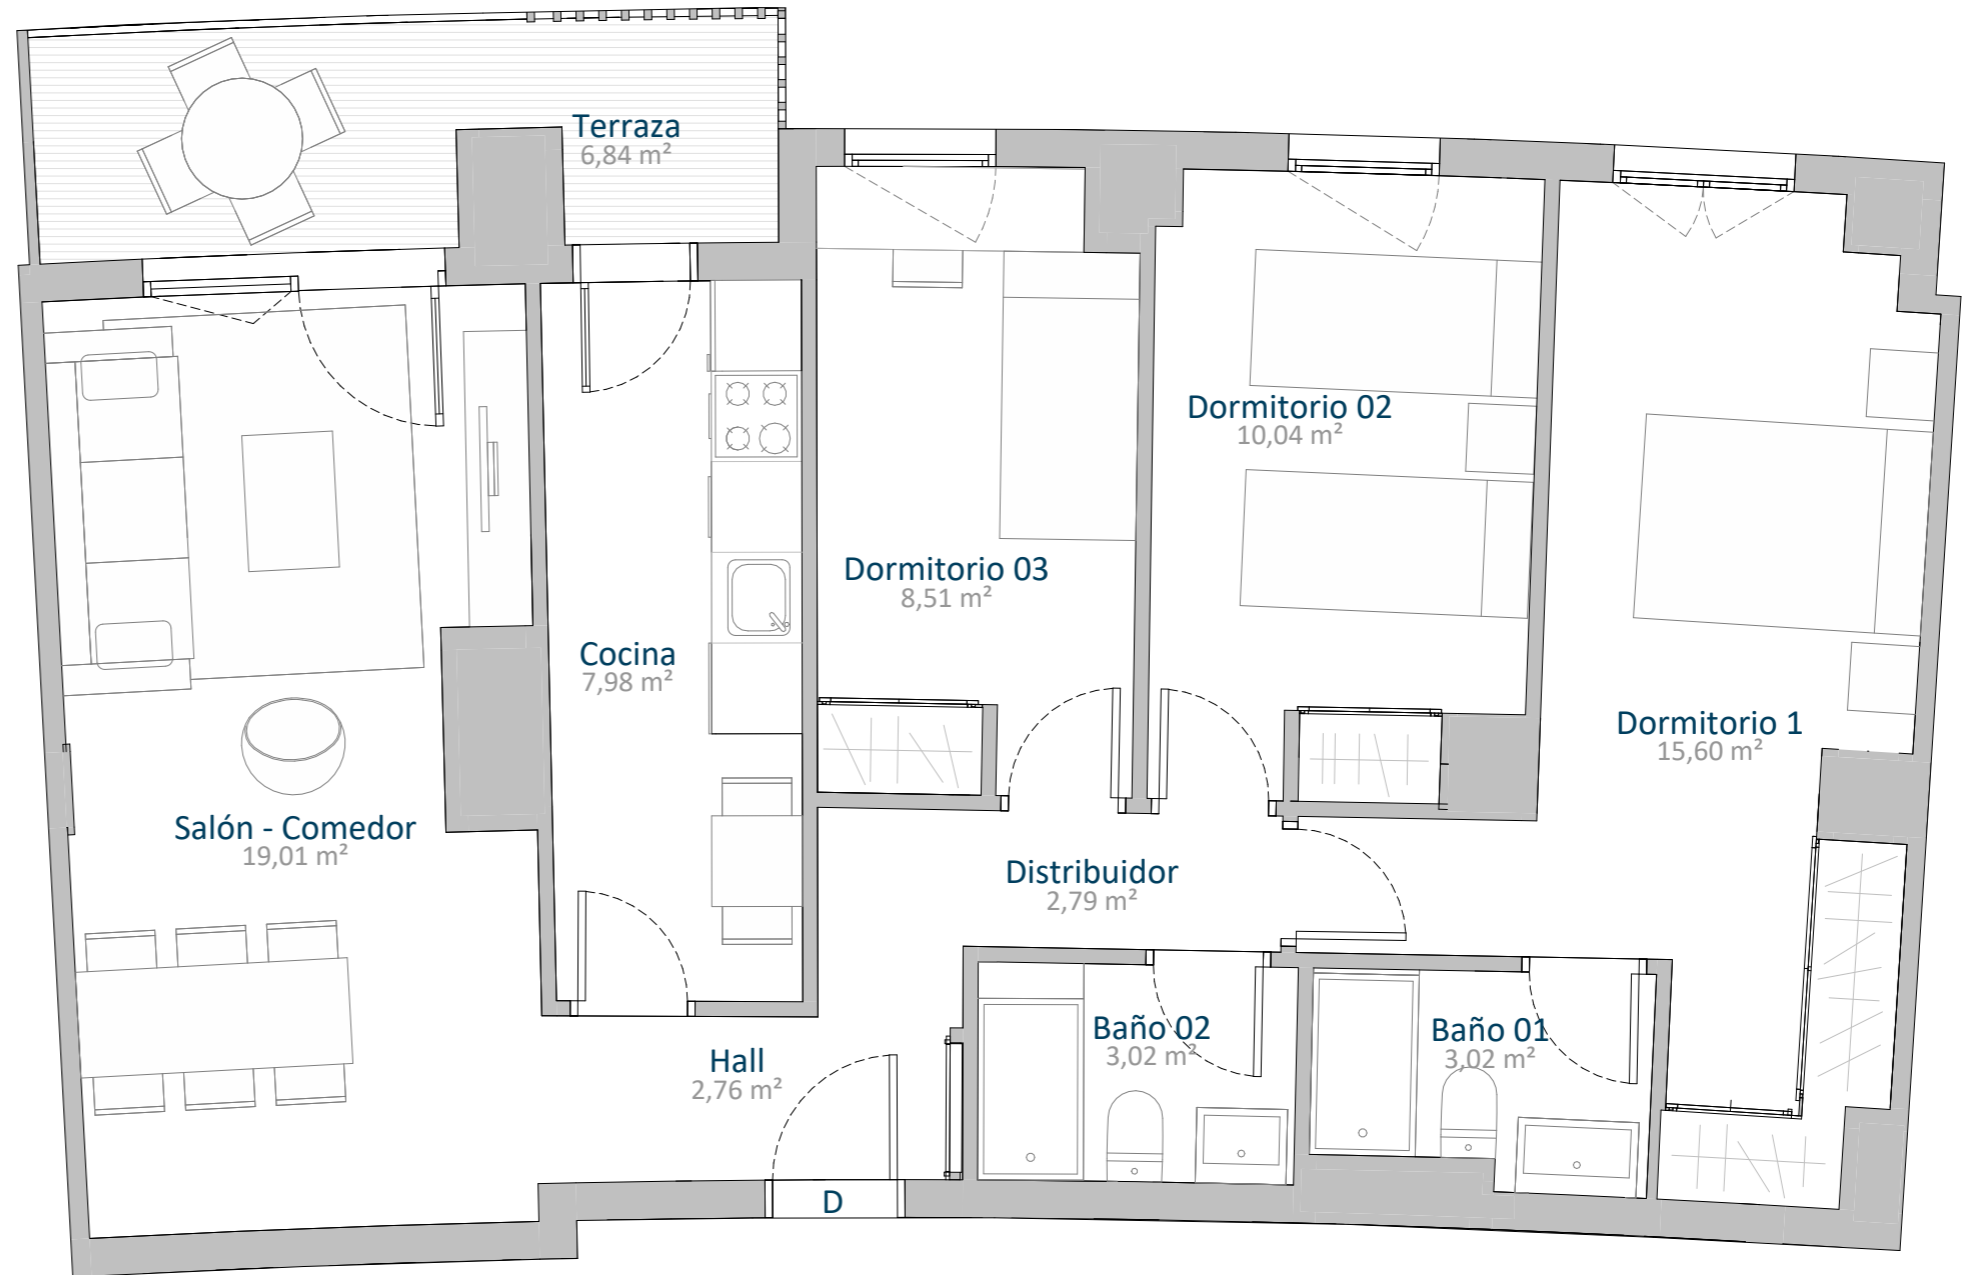 Terraza
6,84 m²
Dormitorio 02
10,04 m²
Dormitorio 03
8,51 m²
Cocina
7,98 m²
Dormitorio 1
15,60 m²
Salón - Comedor
19,01 m²
Distribuidor
2,79 m²
Baño 02
3,02 m²
Baño 01
3,02 m²
Hall
2,76 m²
D